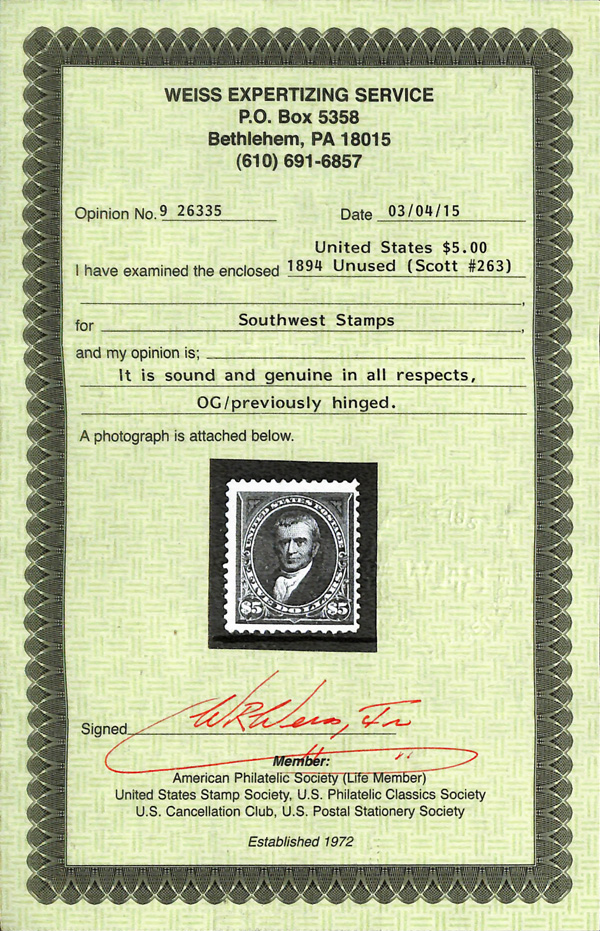 WEISS EXPERTIZING SERVICE
P.O. Box 5358
Bethlehem, PA 18015
(610) 691-6857
Opinion No. 9 26335 Date 03/04/15
United States $5.00
I have examined the enclosed 1894 Unused (Scott #263)
,
for Southwest Stamps ,
and my opinion is;
It is sound and genuine in all respects,
OG/previously hinged.
A photograph is attached below.
UNITED STATES POSTAGE
$5 FIVE DOLLARS $5
Signed WRWeiss, Jr
Member:
American Philatelic Society (Life Member)
United States Stamp Society, U.S. Philatelic Classics Society
U.S. Cancellation Club, U.S. Postal Stationery Society
Established 1972